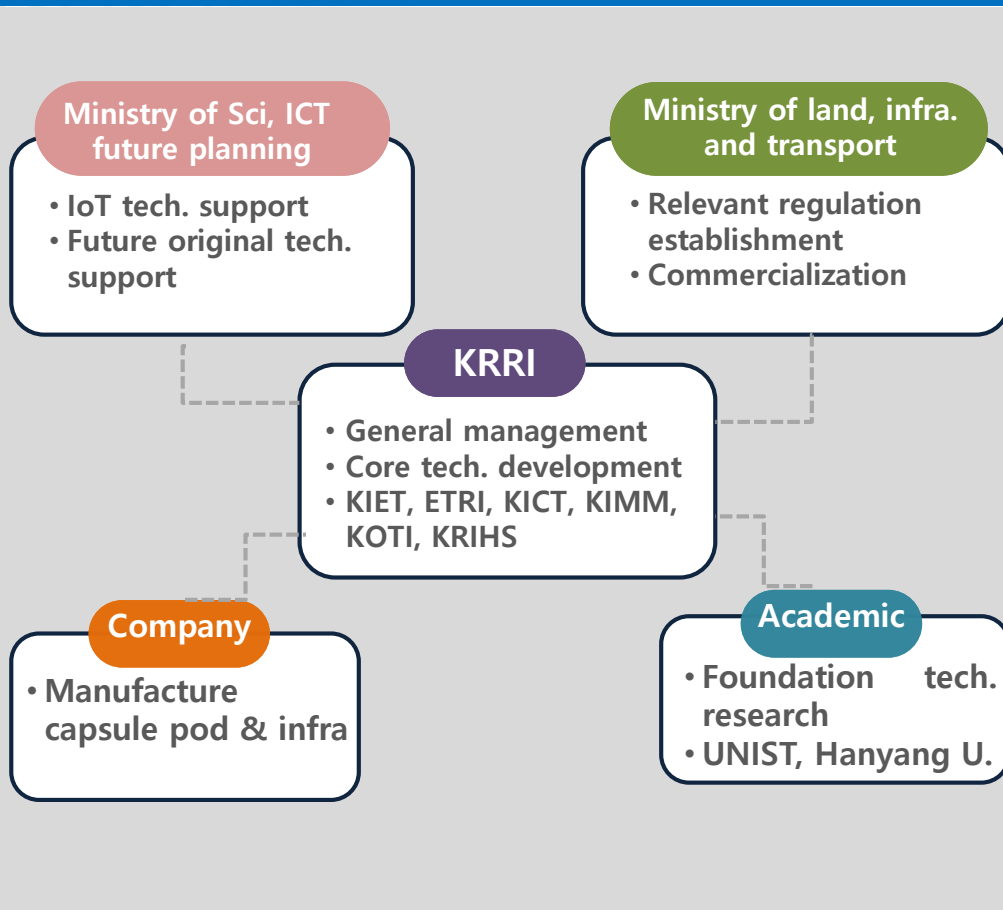 Ministry of Sci, ICT
future planning
• IoT tech. support
• Future original tech.
support
Ministry of land, infra.
and transport
• Relevant regulation
establishment
• Commercialization
KRRI
• General management
• Core tech. development
• KIET, ETRI, KICT, KIMM,
KOTI, KRIHS
Company
• Manufacture
capsule pod & infra
Academic
• Foundation tech.
research
• UNIST, Hanyang U.